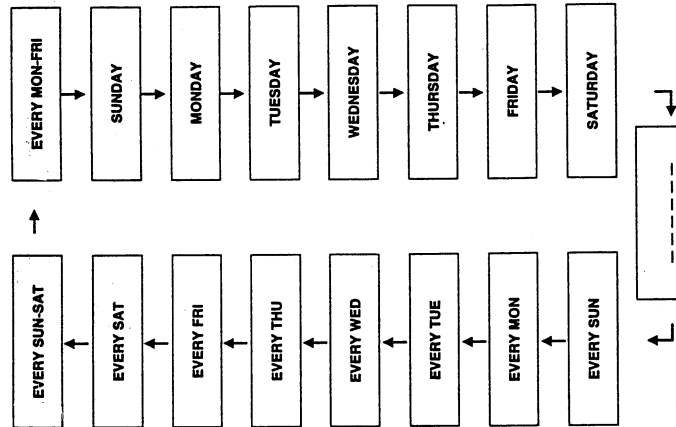 EVERY MON-FRI
SUNDAY
MONDAY
TUESDAY
WEDNESDAY
THURSDAY
FRIDAY
SATURDAY
------
EVERY SUN
EVERY MON
EVERY TUE
EVERY WED
EVERY THU
EVERY FRI
EVERY SAT
EVERY SUN-SAT